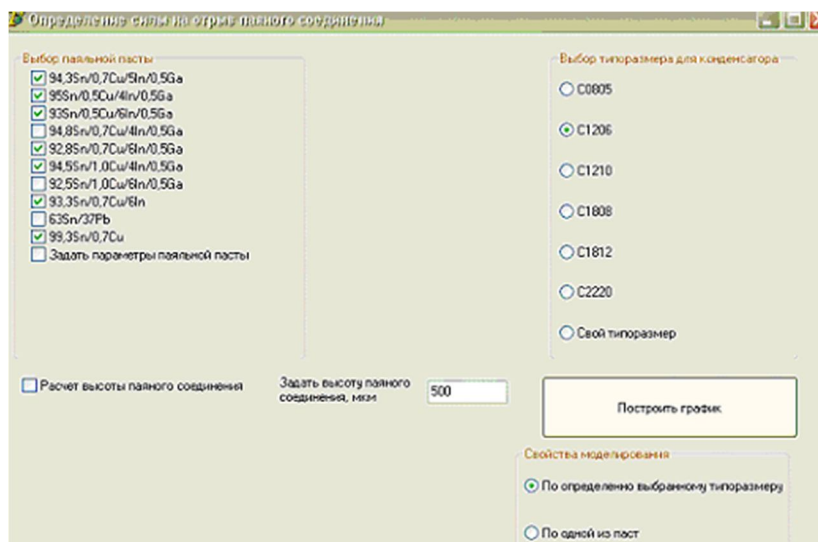 Определение силы на отрыв паяного соединения
Выбор паяльной пасты
94,3Sn/0,7Cu/5In/0,5Ga
95Sn/0,5Cu/4In/0,5Ga
93Sn/0,5Cu/6In/0,5Ga
94,8Sn/0,7Cu/4In/0,5Ga
92,8Sn/0,7Cu/6In/0,5Ga
94,5Sn/1,0Cu/4In/0,5Ga
92,5Sn/1,0Cu/6In/0,5Ga
93,3Sn/0,7Cu/6In
63Sn/37Pb
99,3Sn/0,7Cu
Задать параметры паяльной пасты
Выбор типоразмера для конденсатора
C0805
C1206
C1210
C1808
C1812
C2220
Свой типоразмер
Расчет высоты паяного соединения
Задать высоту паяного
соединения, мкм
500
Построить график
Свойства моделирования
По определенно выбранному типоразмеру
По одной из паст